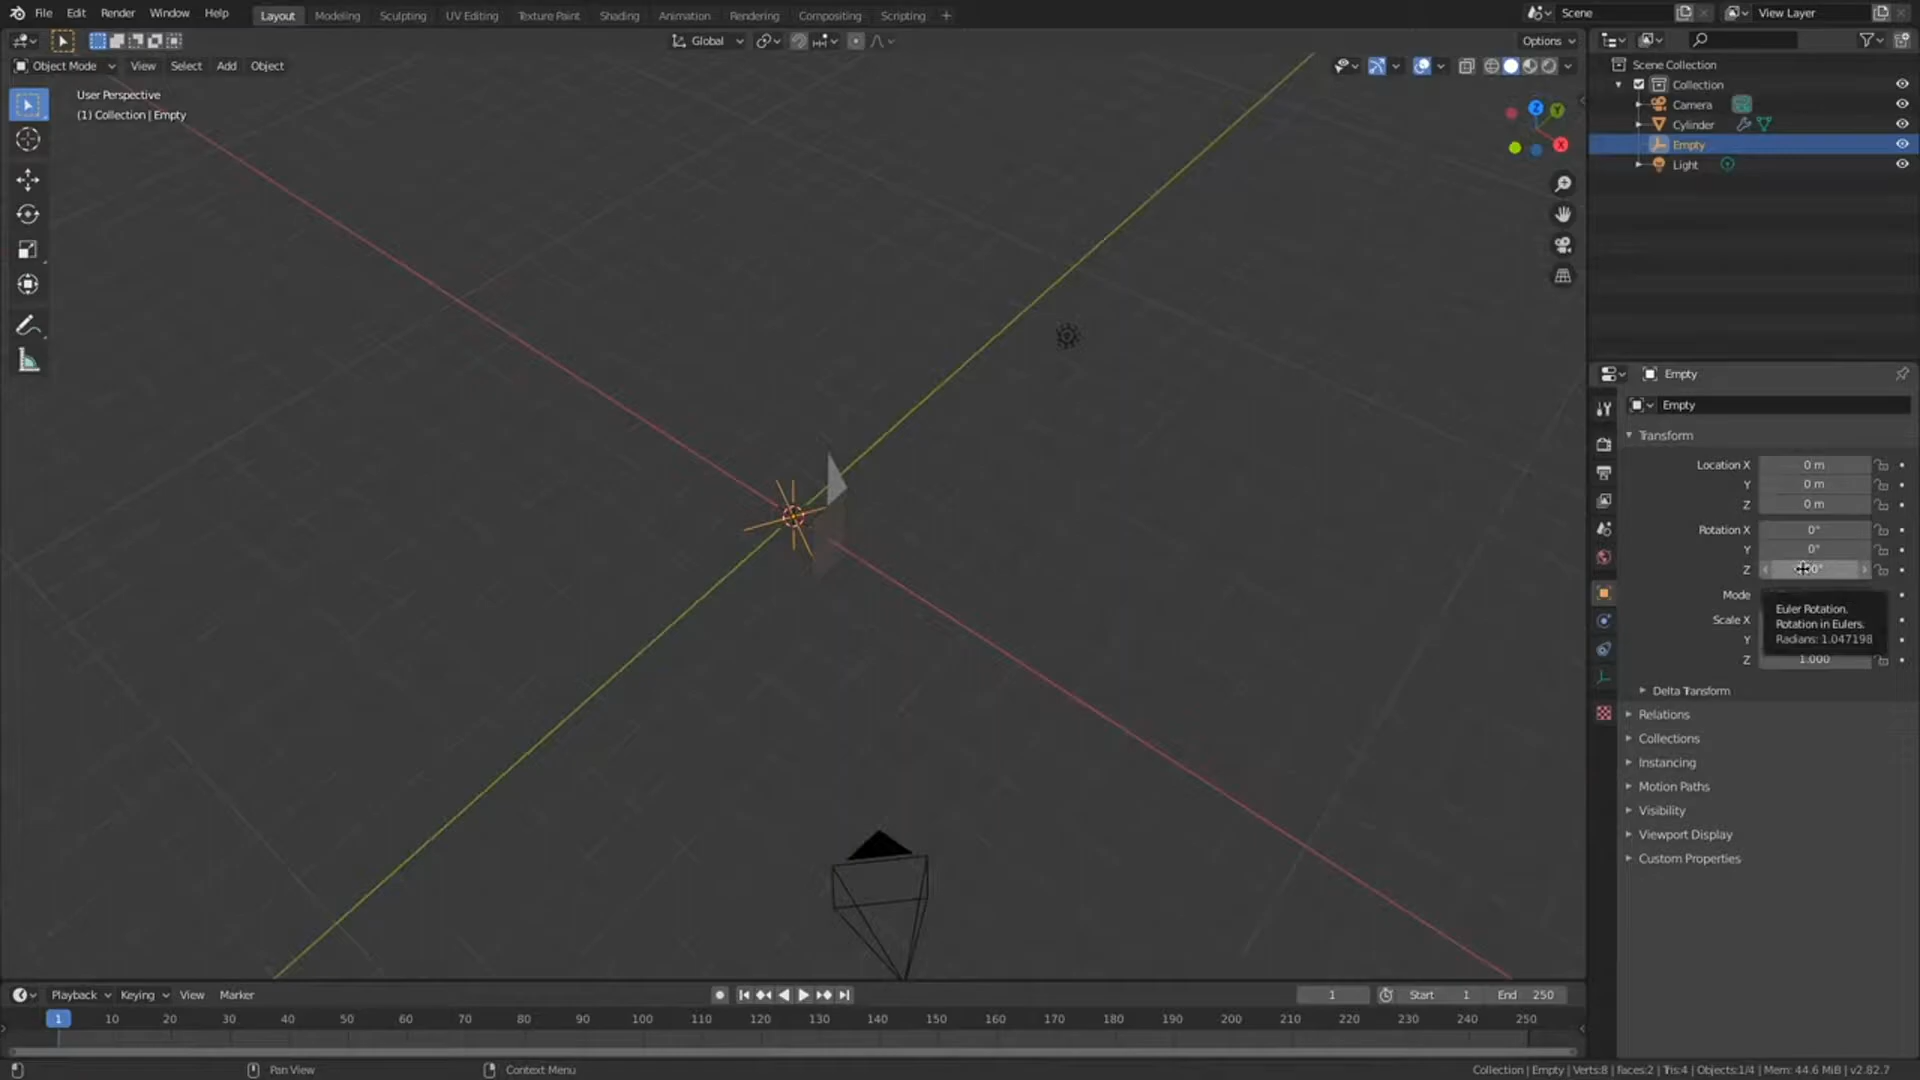 File Edit Render Window Help Layout Modeling Sculpting UV Editing Texture Paint Shading Animation Rendering Compositing Scripting + Scene View Layer
Global Options
Object Mode View Select Add Object
User Perspective
(1) Collection | Empty
Z Y X
Scene Collection
Collection
Camera
Cylinder
Empty
Light
Empty
Empty
Transform
Location X 0 m
Y 0 m
Z 0 m
Rotation X 0°
Y 0°
Z
Mode
Scale X
Y
Z 1.000
Euler Rotation.
Rotation in Eulers.
Radians: 1.047198
Delta Transform
Relations
Collections
Instancing
Motion Paths
Visibility
Viewport Display
Custom Properties
Playback Keying View Marker 1 Start 1 End 250
1 10 20 30 40 50 60 70 80 90 100 110 120 130 140 150 160 170 180 190 200 210 220 230 240 250
Pan View Context Menu Collection | Empty | Verts:8 | Faces:2 | Tris:4 | Objects:1/4 | Mem: 44.6 MiB | v2.82.7